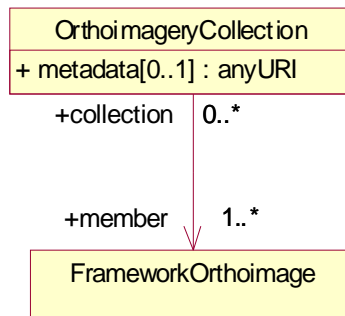 OrthoimageryCollection
+ metadata[0..1] : anyURI
+collection 0..*
+member 1..*
FrameworkOrthoimage